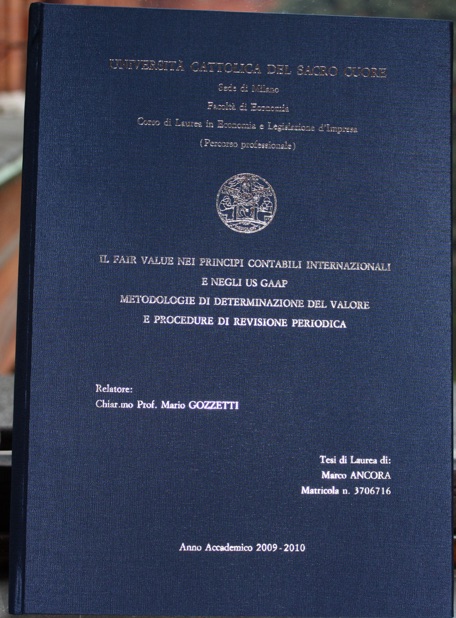 UNIVERSITÀ CATTOLICA DEL SACRO CUORE
Sede di Milano
Facoltà di Economia
Corso di Laurea in Economia e Legislazione d'Impresa
(Percorso professionale)
IL FAIR VALUE NEI PRINCIPI CONTABILI INTERNAZIONALI
E NEGLI US GAAP
METODOLOGIE DI DETERMINAZIONE DEL VALORE
E PROCEDURE DI REVISIONE PERIODICA
Relatore:
Chiar.mo Prof. Mario GOZZETTI
Tesi di Laurea di:
Marco ANCORA
Matricola n. 3706716
Anno Accademico 2009-2010